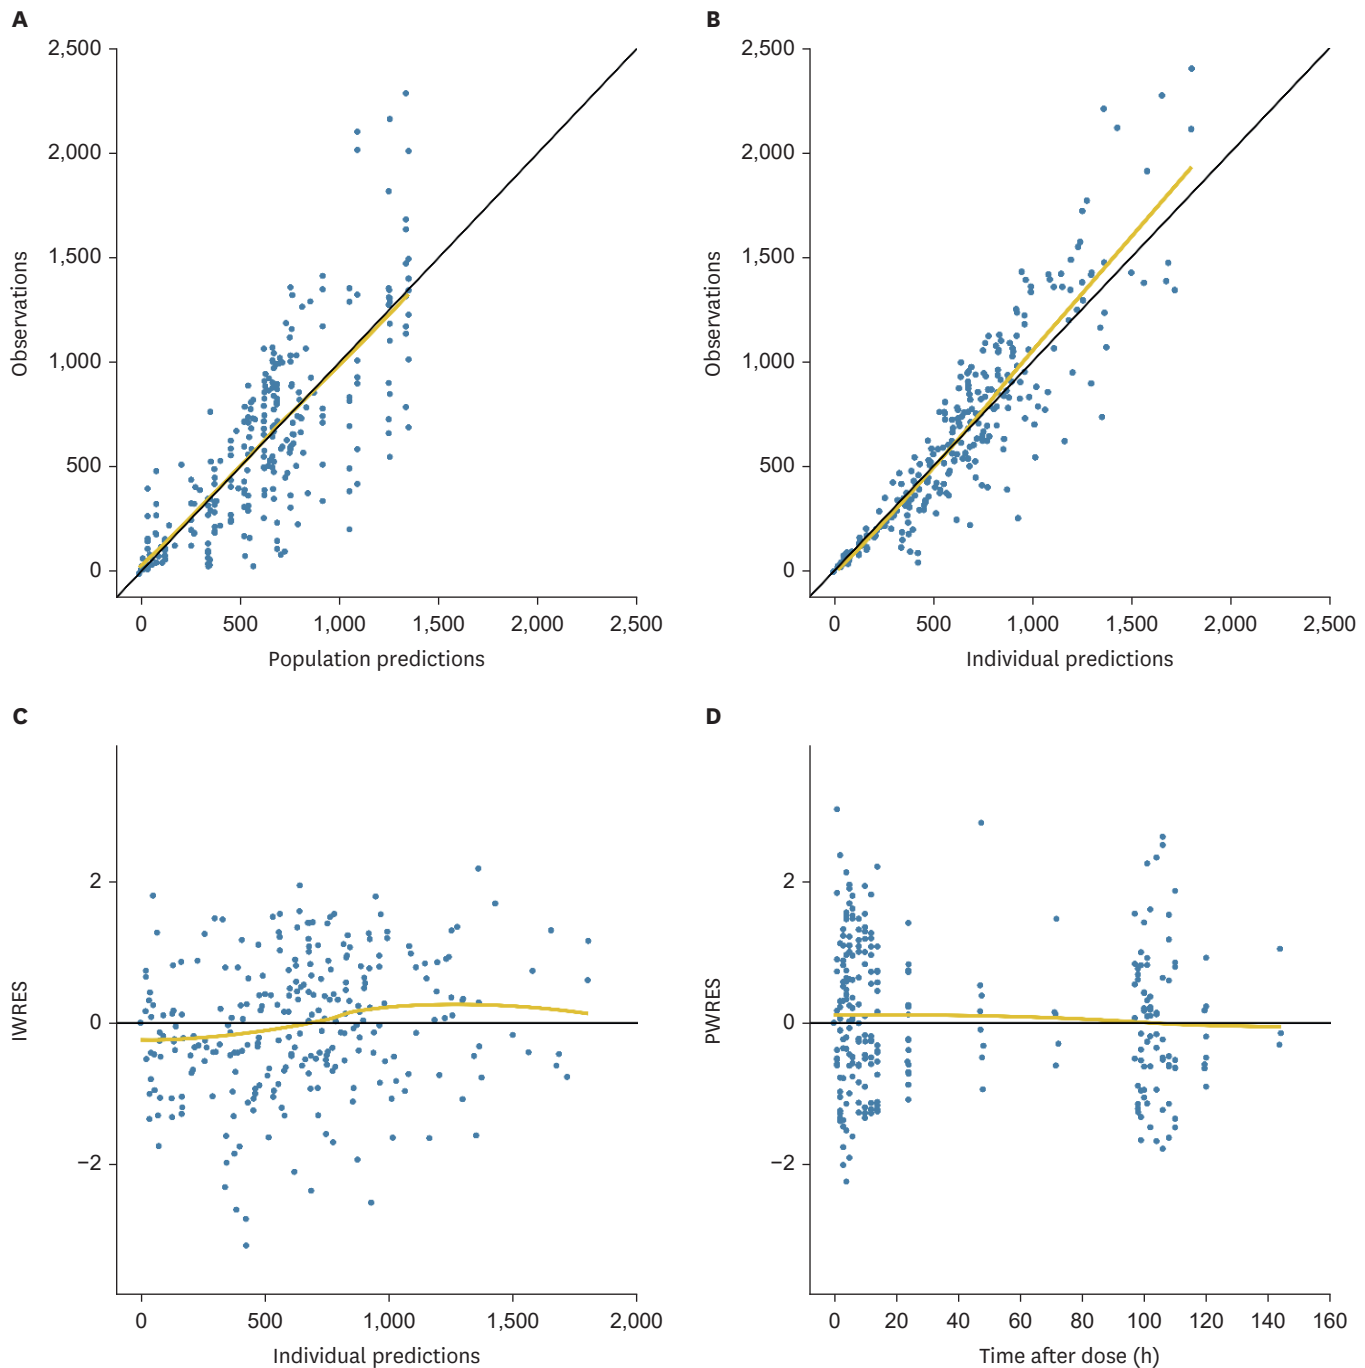 A
2,500
2,000
1,500
1,000
500
0
Observations
0 500 1,000 1,500 2,000 2,500
Population predictions
B
2,500
2,000
1,500
1,000
500
0
Observations
0 500 1,000 1,500 2,000 2,500
Individual predictions
C
2
0
−2
IWRES
0 500 1,000 1,500 2,000
Individual predictions
D
2
0
−2
PWRES
0 20 40 60 80 100 120 140 160
Time after dose (h)